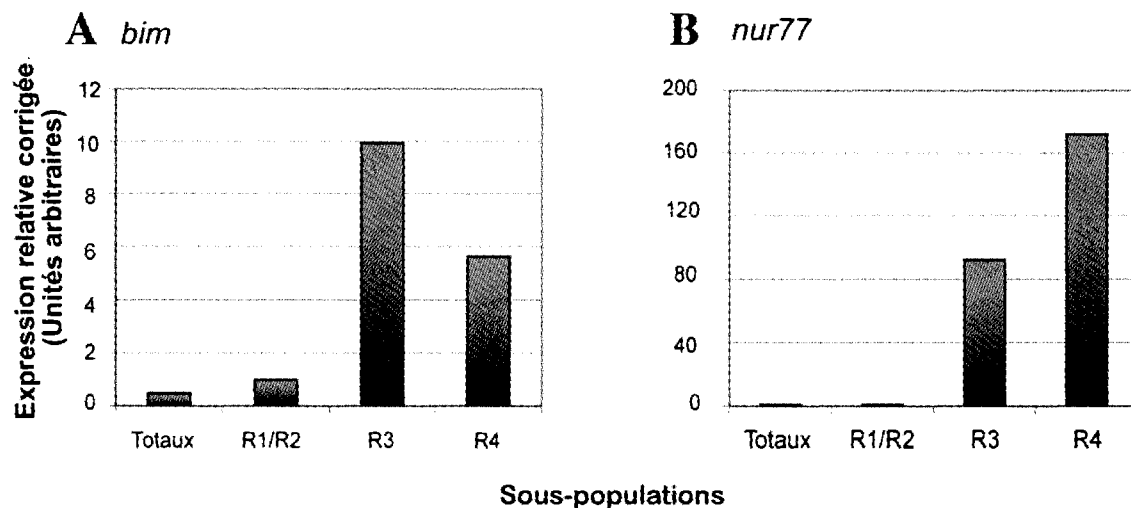 A bim
B nur77
Expression relative corrigée
(Unités arbitraires)
12
10
8
6
4
2
0
Totaux R1/R2 R3 R4
200
160
120
80
40
0
Totaux R1/R2 R3 R4
Sous-populations